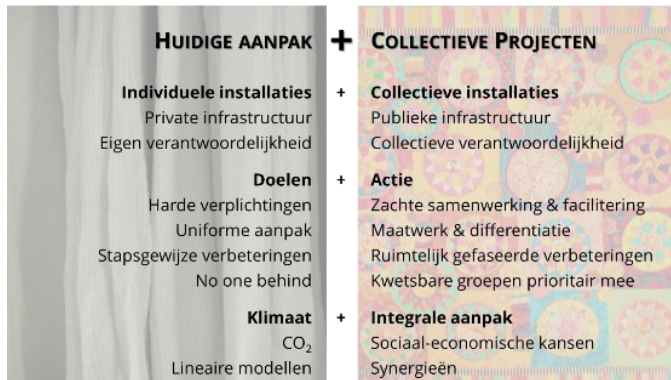 HUIDIGE AANPAK + COLLECTIEVE PROJECTEN
Individuele installaties + Collectieve installaties
Private infrastructuur Publieke infrastructuur
Eigen verantwoordelijkheid Collectieve verantwoordelijkheid
Doelen + Actie
Harde verplichtingen Zachte samenwerking & facilitering
Uniforme aanpak Maatwerk & differentiatie
Stapsgewijze verbeteringen Ruimtelijk gefaseerde verbeteringen
No one behind Kwetsbare groepen prioritair mee
Klimaat + Integrale aanpak
CO₂ Sociaal-economische kansen
Lineaire modellen Synergieën